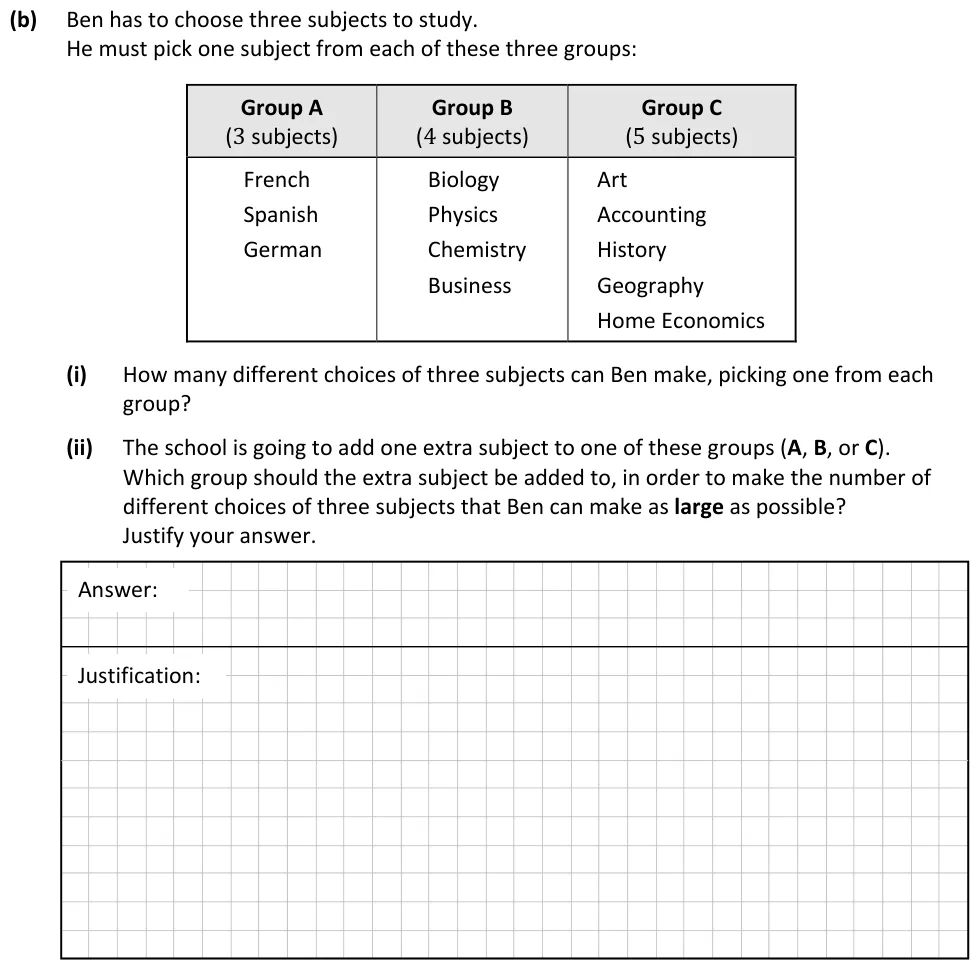 (b) Ben has to choose three subjects to study.
He must pick one subject from each of these three groups:
Group A Group B Group C
(3 subjects) (4 subjects) (5 subjects)
French Biology Art
Spanish Physics Accounting
German Chemistry History
Business Geography
Home Economics
(i) How many different choices of three subjects can Ben make, picking one from each
group?
(ii) The school is going to add one extra subject to one of these groups (A, B, or C).
Which group should the extra subject be added to, in order to make the number of
different choices of three subjects that Ben can make as large as possible?
Justify your answer.
Answer:
Justification: